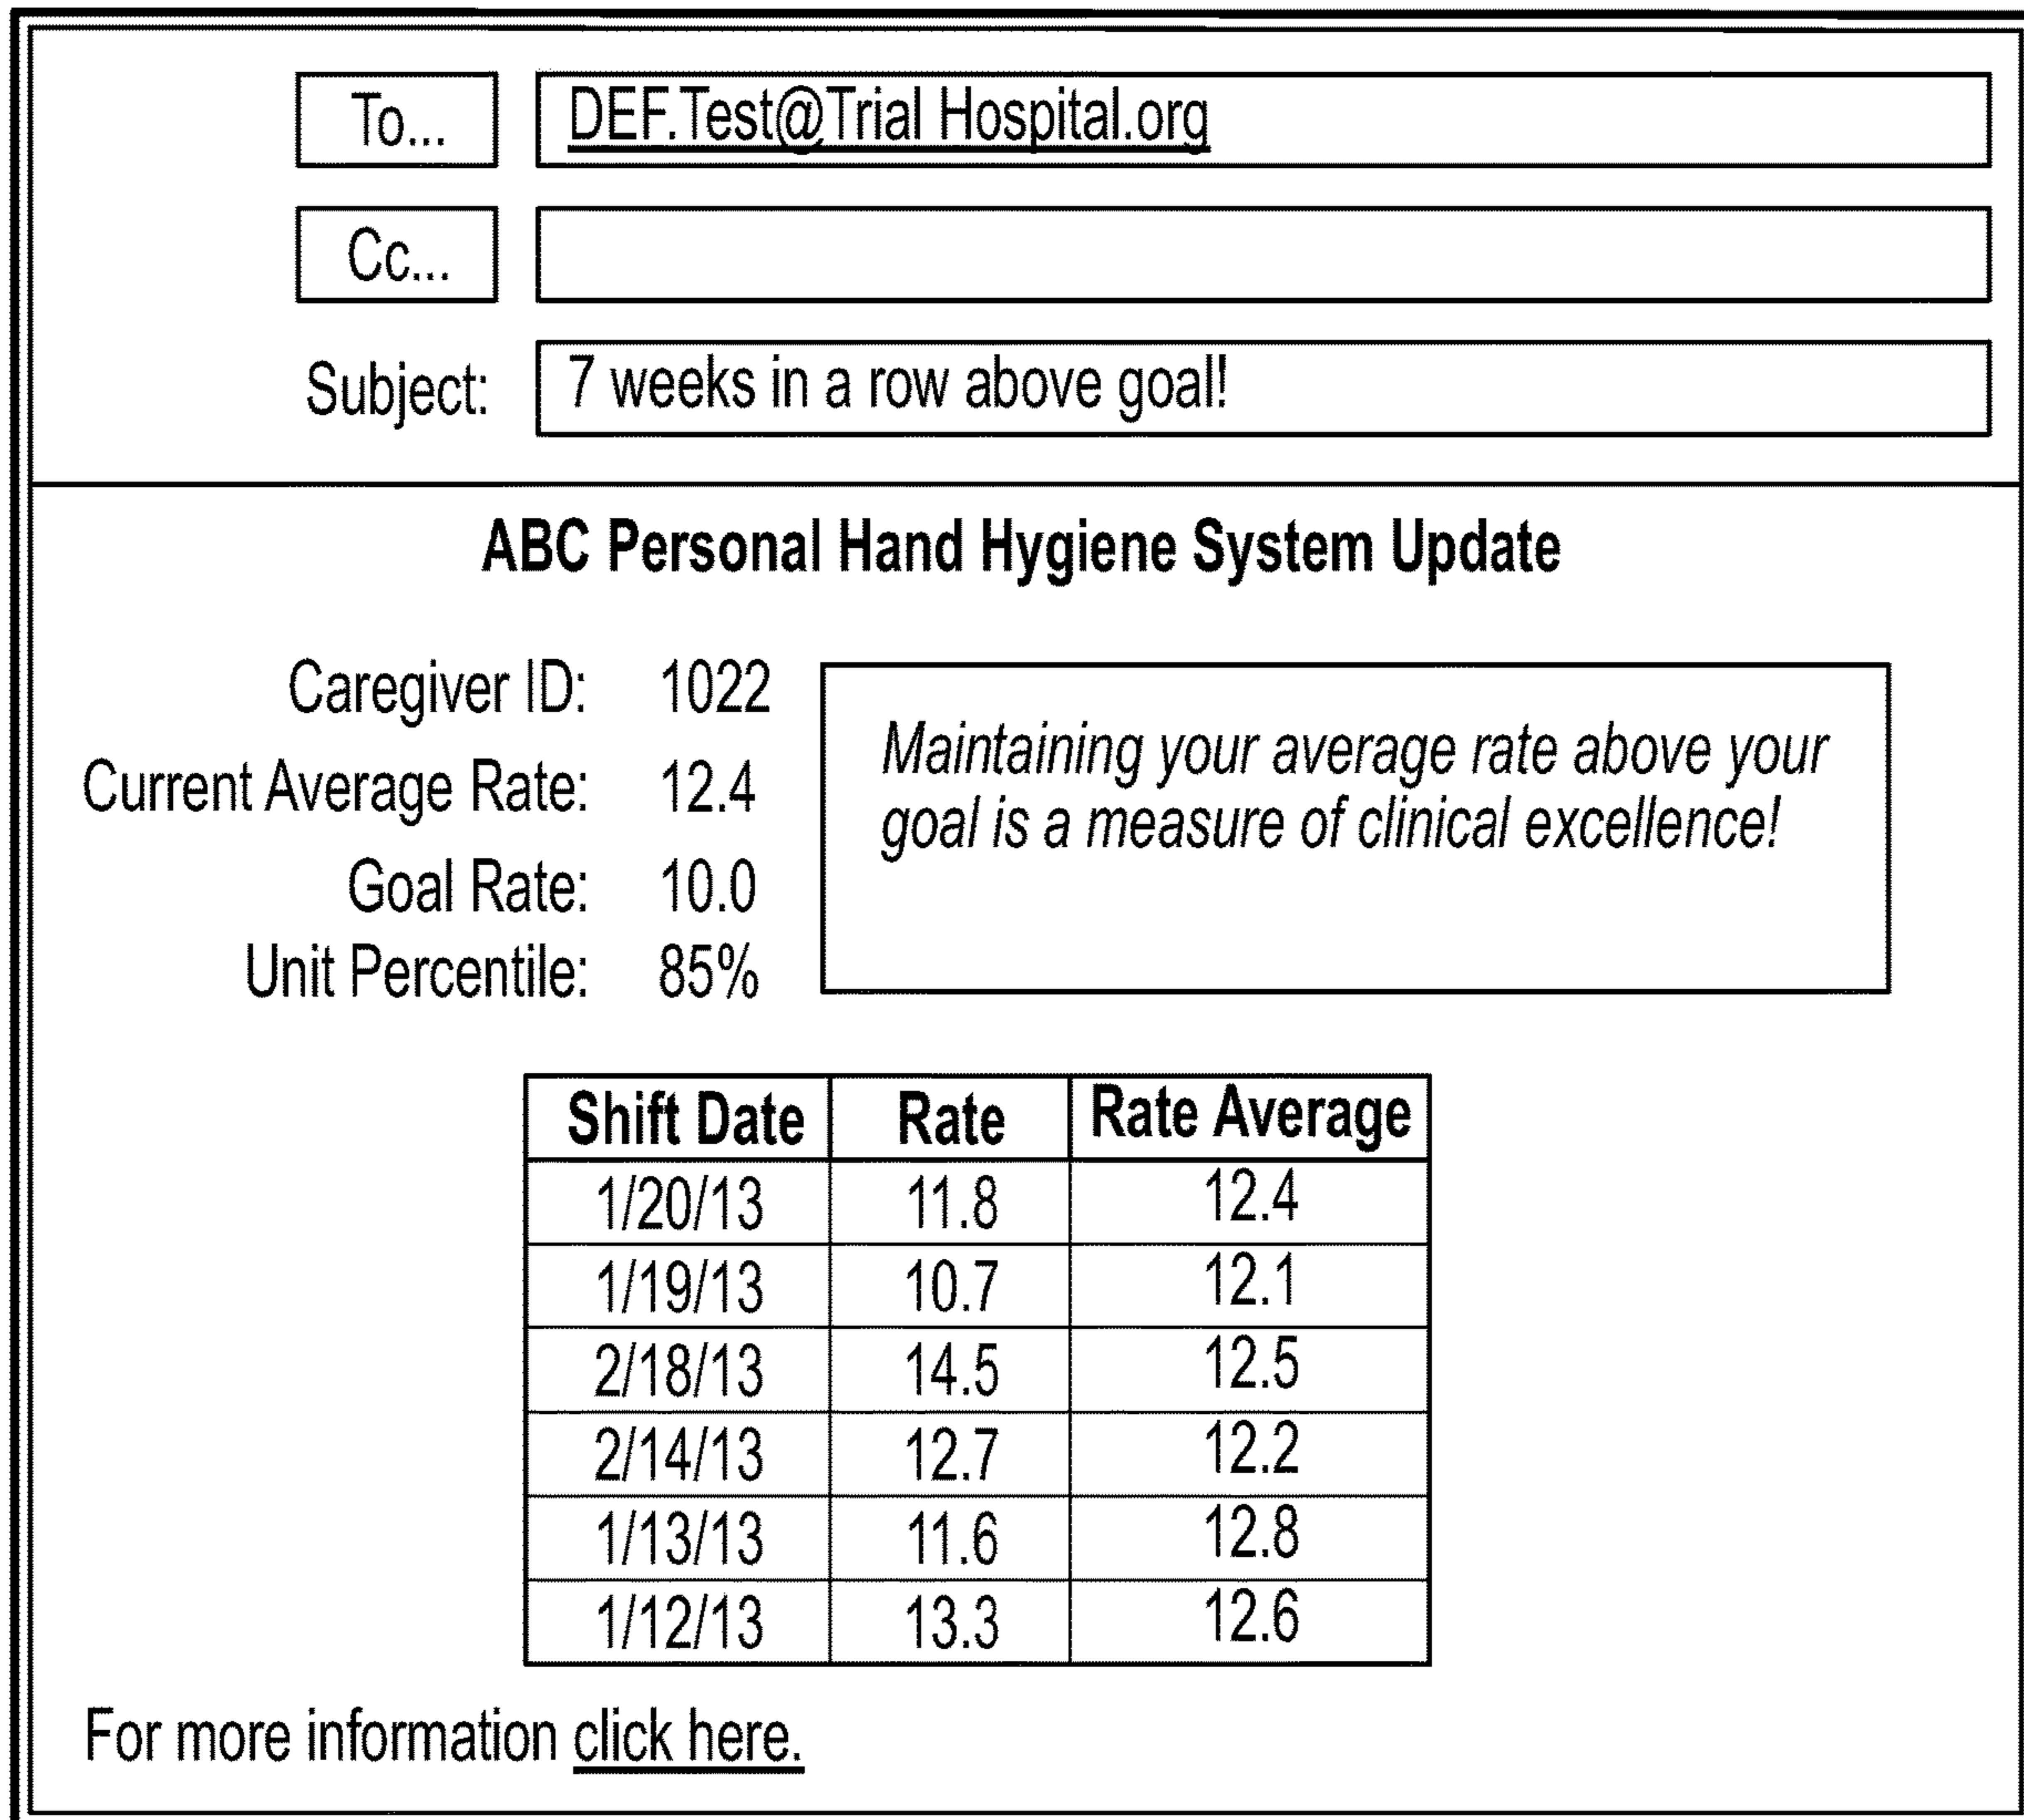 To... DEF.Test@Trial Hospital.org
Cc...
Subject: 7 weeks in a row above goal!
ABC Personal Hand Hygiene System Update
Caregiver ID: 1022
Current Average Rate: 12.4
Goal Rate: 10.0
Unit Percentile: 85%
Maintaining your average rate above your
goal is a measure of clinical excellence!
Shift Date Rate Rate Average
1/20/13 11.8 12.4
1/19/13 10.7 12.1
2/18/13 14.5 12.5
2/14/13 12.7 12.2
1/13/13 11.6 12.8
1/12/13 13.3 12.6
For more information click here.